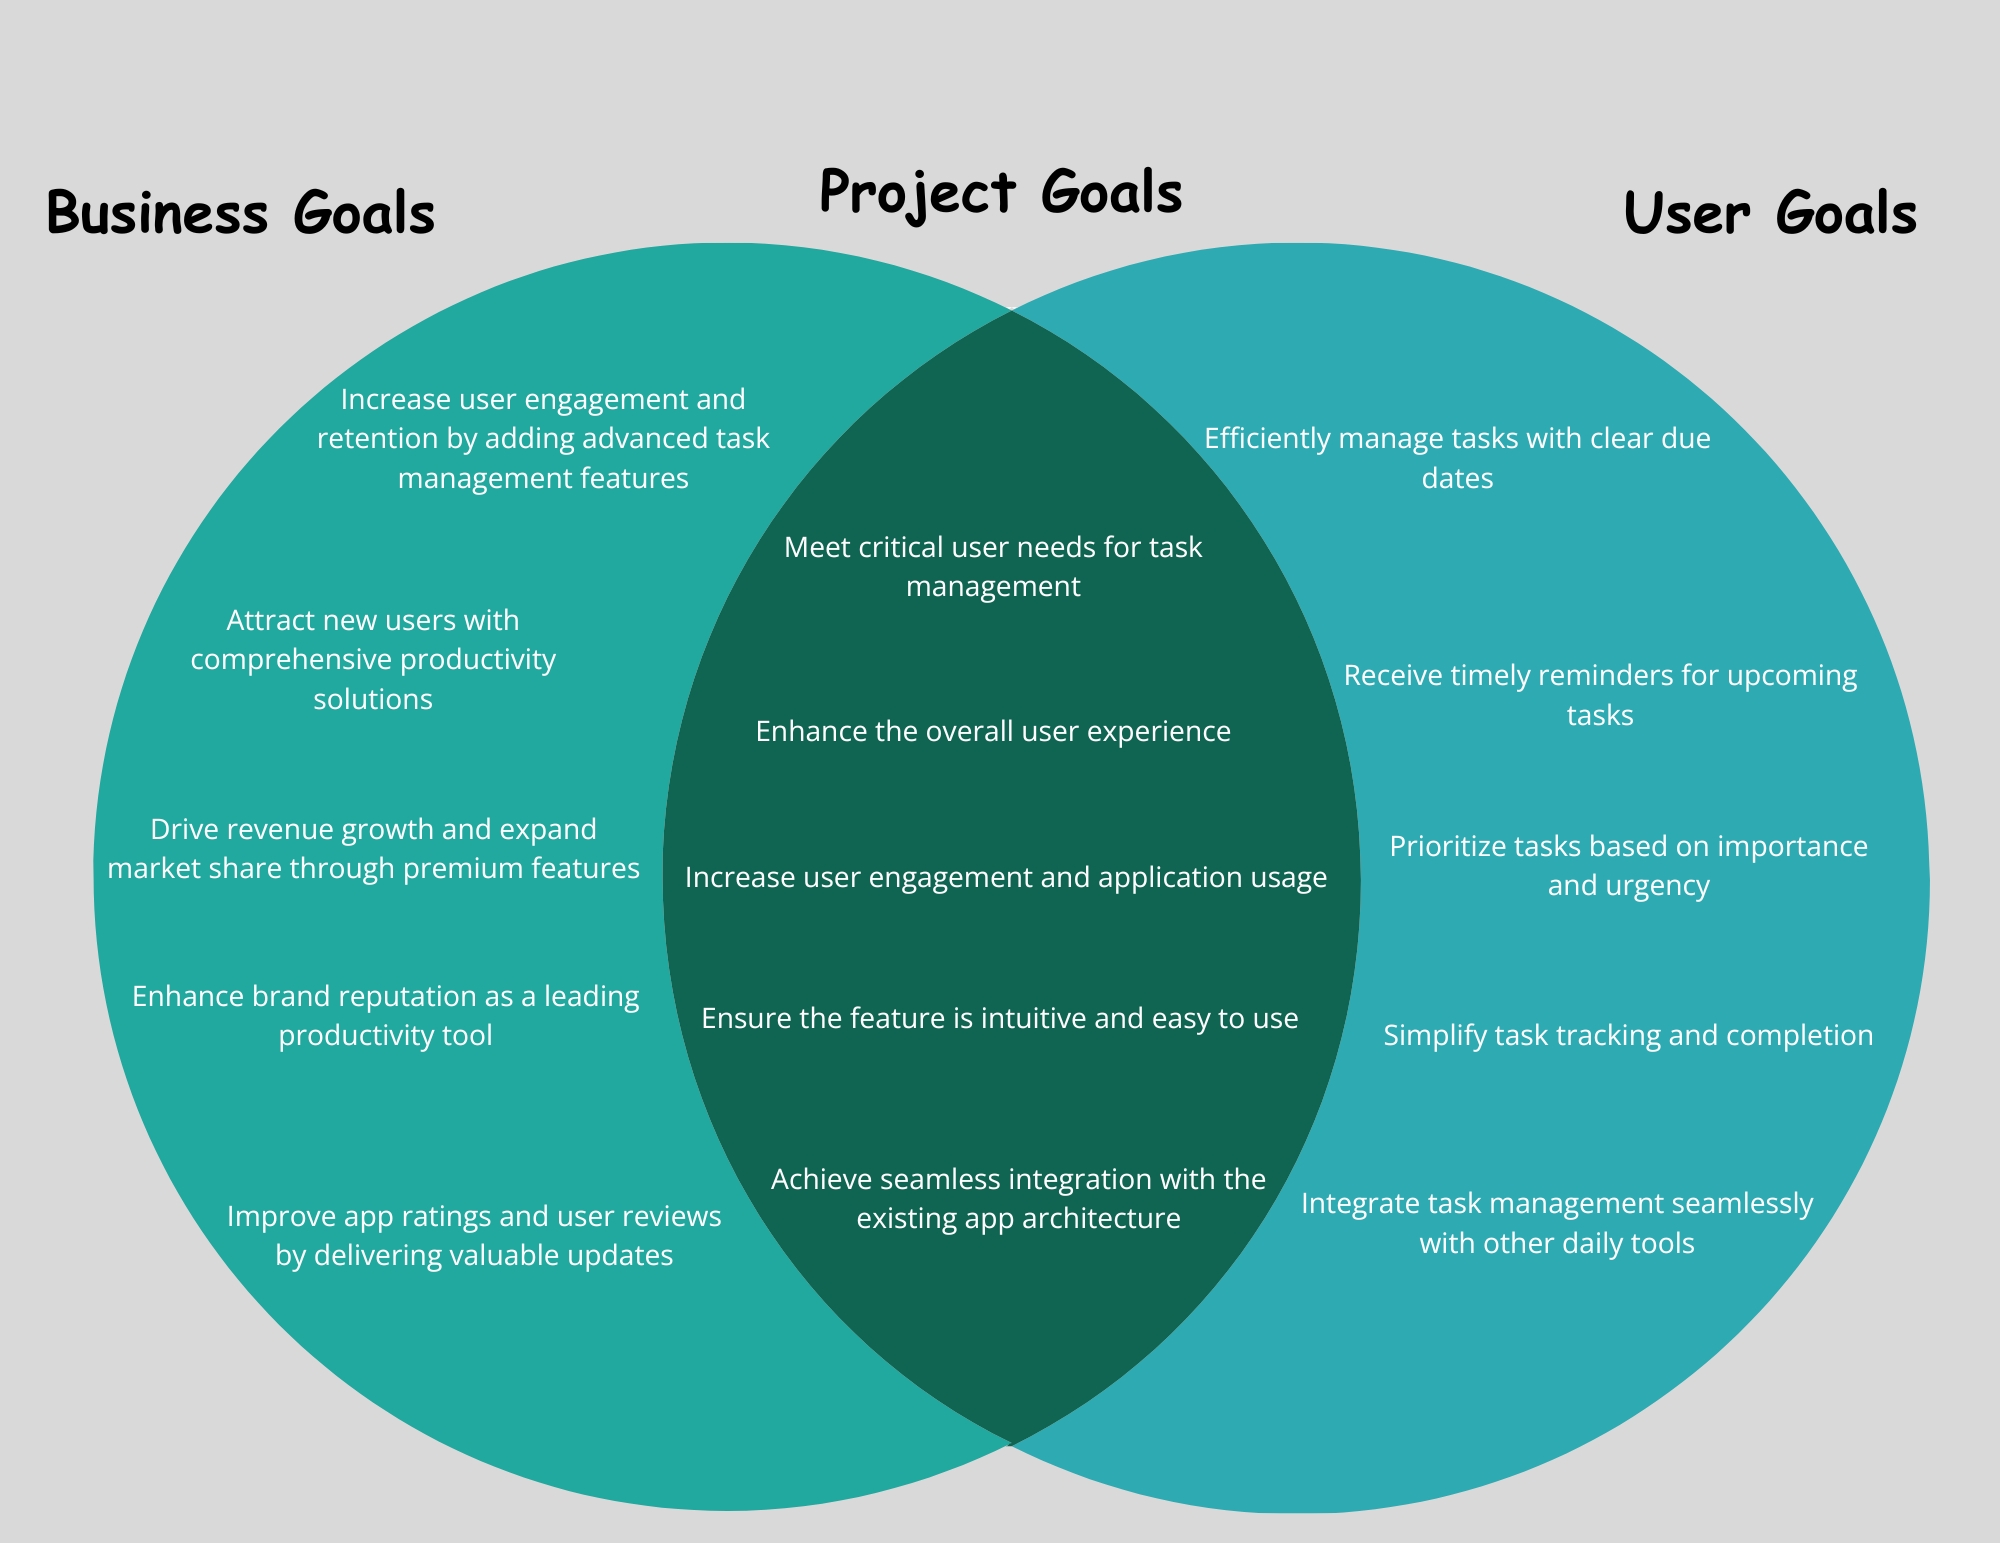 Business Goals
Project Goals
User Goals
Increase user engagement and
retention by adding advanced task
management features
Attract new users with
comprehensive productivity
solutions
Drive revenue growth and expand
market share through premium features
Enhance brand reputation as a leading
productivity tool
Improve app ratings and user reviews
by delivering valuable updates
Meet critical user needs for task
management
Enhance the overall user experience
Increase user engagement and application usage
Ensure the feature is intuitive and easy to use
Achieve seamless integration with the
existing app architecture
Efficiently manage tasks with clear due
dates
Receive timely reminders for upcoming
tasks
Prioritize tasks based on importance
and urgency
Simplify task tracking and completion
Integrate task management seamlessly
with other daily tools